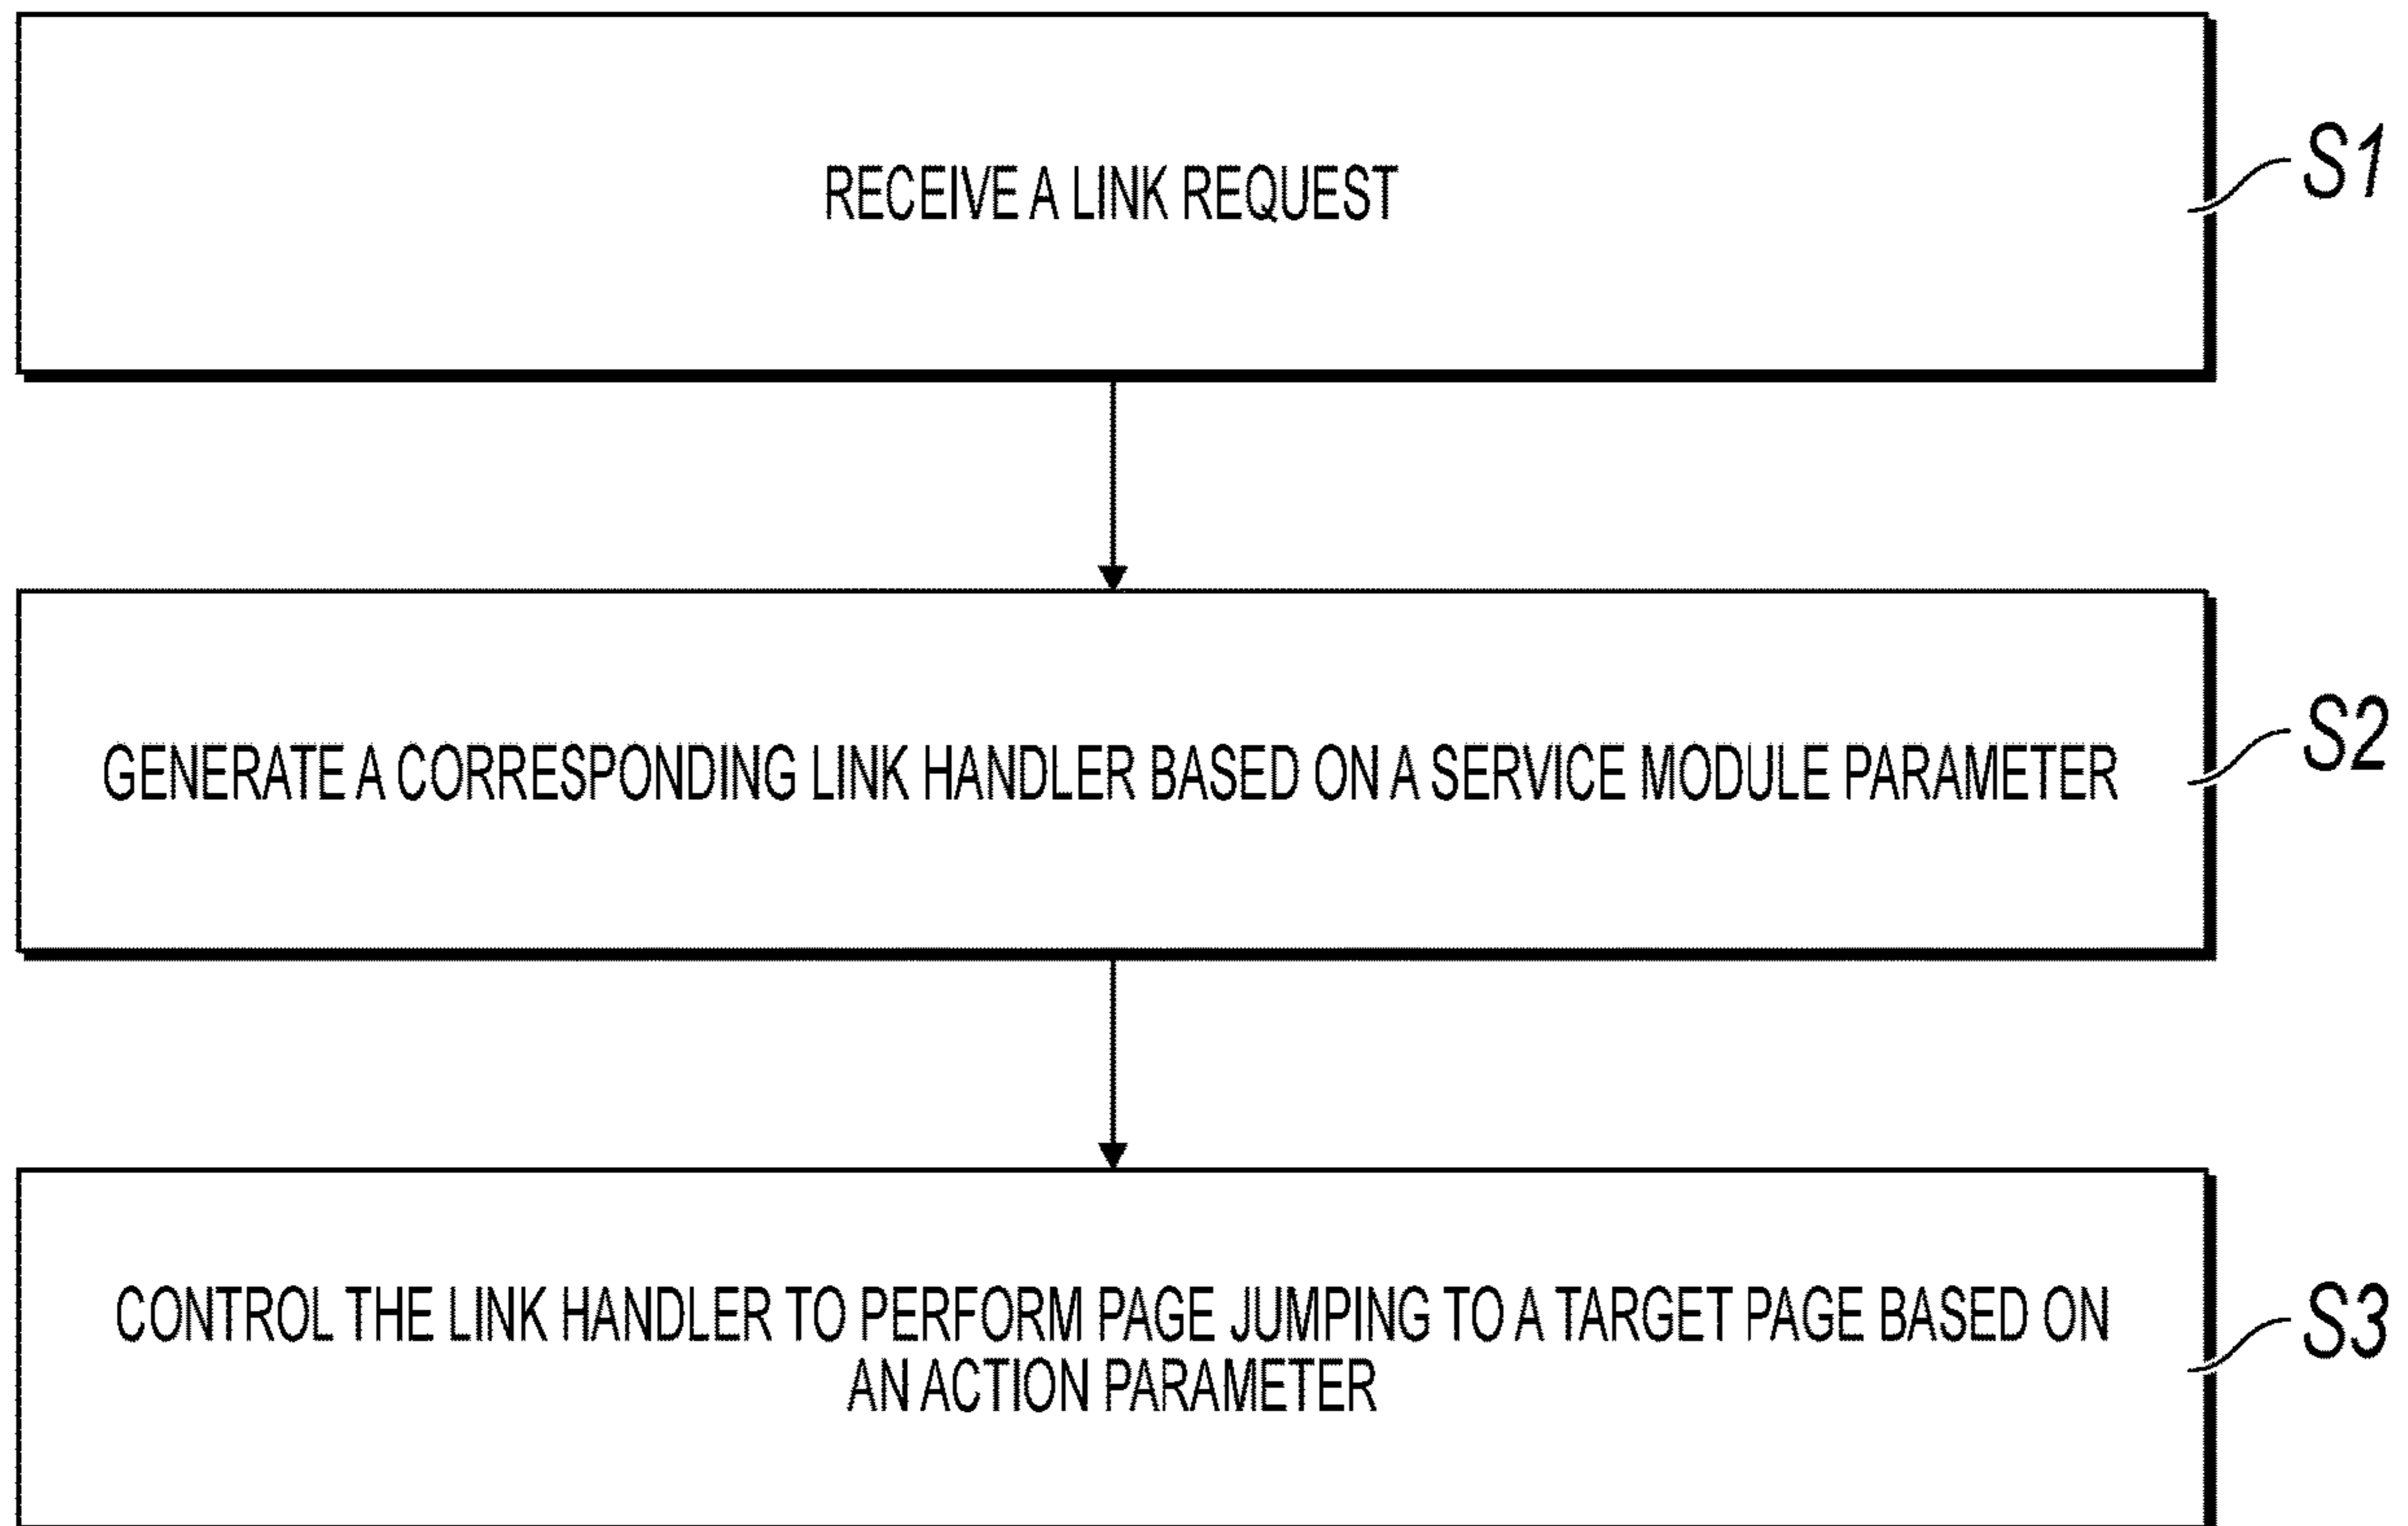 RECEIVE A LINK REQUEST
S1
GENERATE A CORRESPONDING LINK HANDLER BASED ON A SERVICE MODULE PARAMETER
S2
CONTROL THE LINK HANDLER TO PERFORM PAGE JUMPING TO A TARGET PAGE BASED ON
AN ACTION PARAMETER
S3